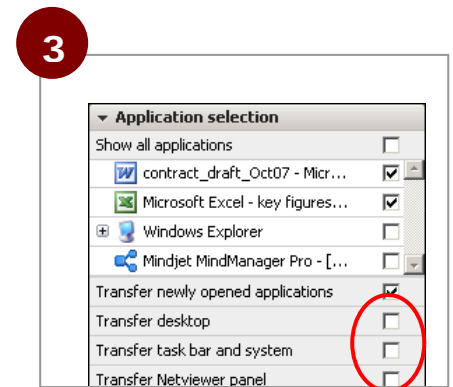 3
Application selection
Show all applications
contract_draft_Oct07 - Micr...
Microsoft Excel - key figures...
Windows Explorer
Mindjet MindManager Pro - [...
Transfer newly opened applications
Transfer desktop
Transfer task bar and system
Transfer Netviewer panel